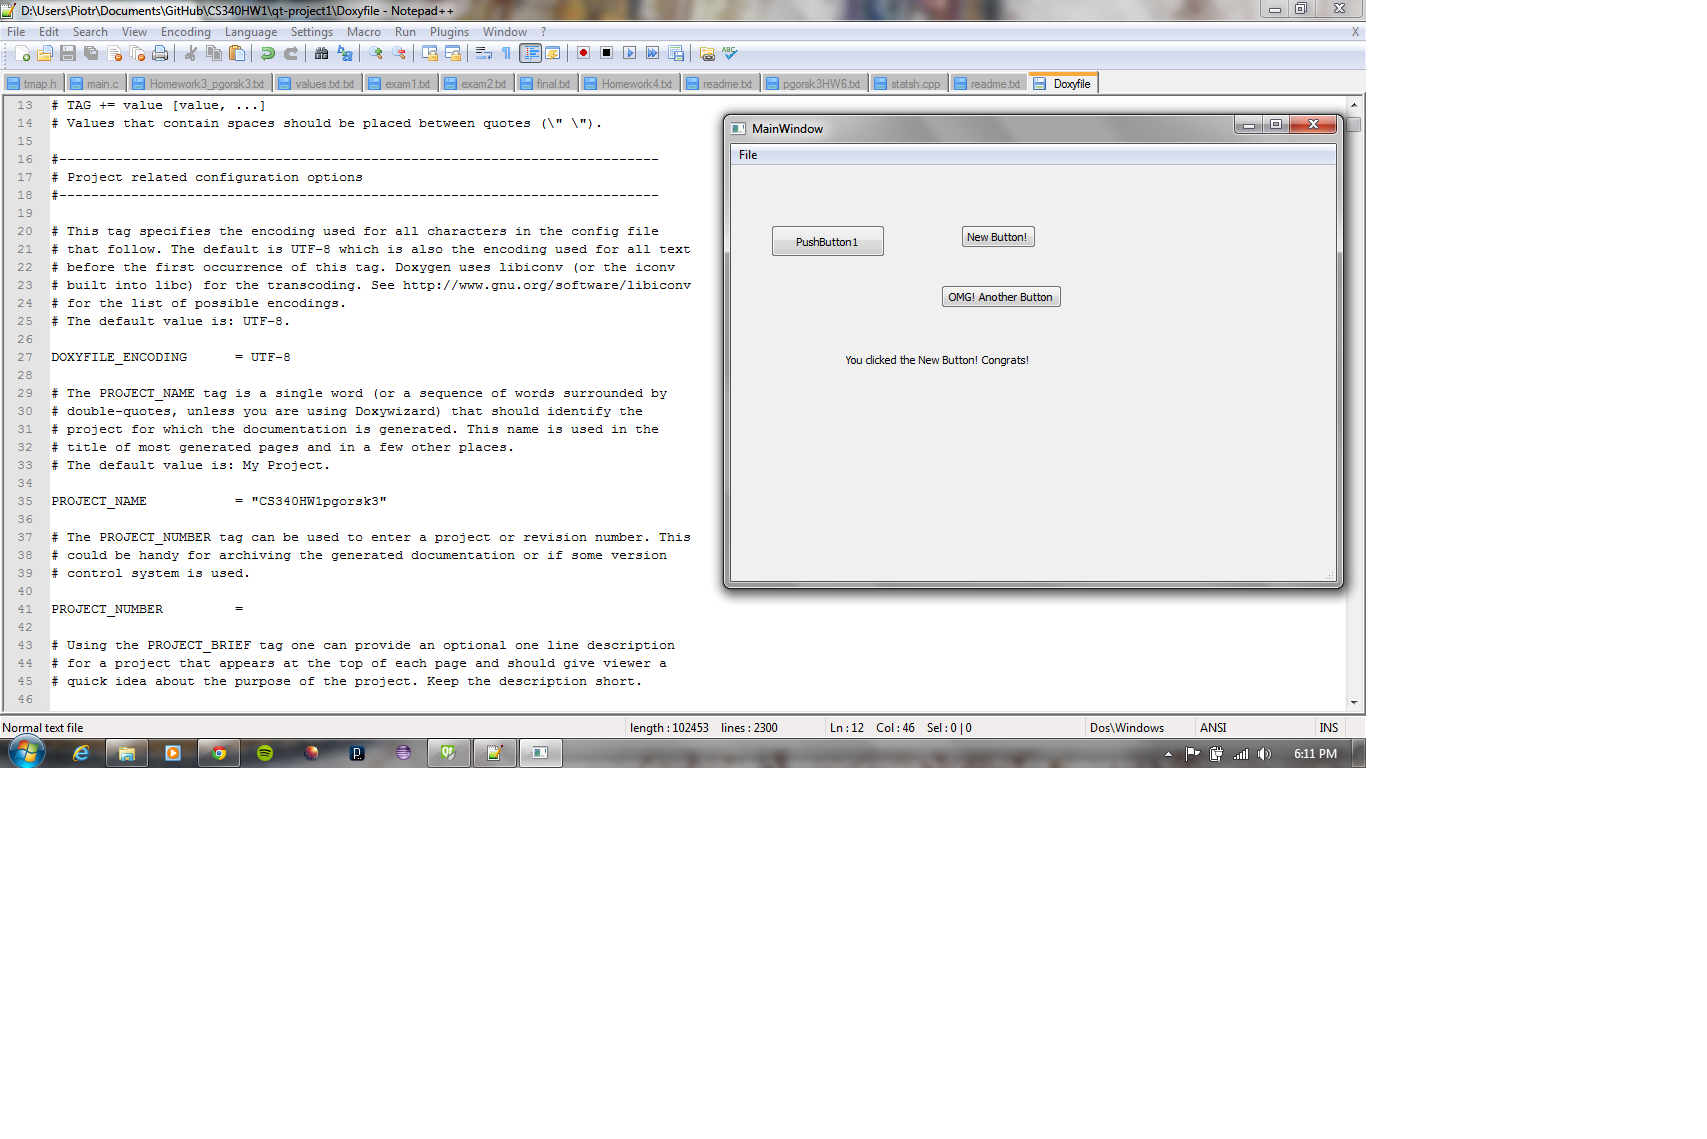 D:\Users\Piotr\Documents\GitHub\CS340HW1\qt-project1\Doxyfile - Notepad++
File Edit Search View Encoding Language Settings Macro Run Plugins Window ? X
tmap.h main.c Homework3_pgorsk3.txt values.txt.txt exam1.txt exam2.txt final.txt Homework4.txt readme.txt pgorsk3HW6.txt statsh.cpp readme.txt Doxyfile
13 # TAG += value [value, ...]
14 # Values that contain spaces should be placed between quotes (\" \").
15
16 #---------------------------------------------------------------------------
17 # Project related configuration options
18 #---------------------------------------------------------------------------
19
20 # This tag specifies the encoding used for all characters in the config file
21 # that follow. The default is UTF-8 which is also the encoding used for all text
22 # before the first occurrence of this tag. Doxygen uses libiconv (or the iconv
23 # built into libc) for the transcoding. See http://www.gnu.org/software/libiconv
24 # for the list of possible encodings.
25 # The default value is: UTF-8.
26
27 DOXYFILE_ENCODING = UTF-8
28
29 # The PROJECT_NAME tag is a single word (or a sequence of words surrounded by
30 # double-quotes, unless you are using Doxywizard) that should identify the
31 # project for which the documentation is generated. This name is used in the
32 # title of most generated pages and in a few other places.
33 # The default value is: My Project.
34
35 PROJECT_NAME = "CS340HW1pgorsk3"
36
37 # The PROJECT_NUMBER tag can be used to enter a project or revision number. This
38 # could be handy for archiving the generated documentation or if some version
39 # control system is used.
40
41 PROJECT_NUMBER =
42
43 # Using the PROJECT_BRIEF tag one can provide an optional one line description
44 # for a project that appears at the top of each page and should give viewer a
45 # quick idea about the purpose of the project. Keep the description short.
46
MainWindow
File
PushButton1
New Button!
OMG! Another Button
You clicked the New Button! Congrats!
Normal text file length : 102453 lines : 2300 Ln : 12 Col : 46 Sel : 0 | 0 Dos\Windows ANSI INS
6:11 PM